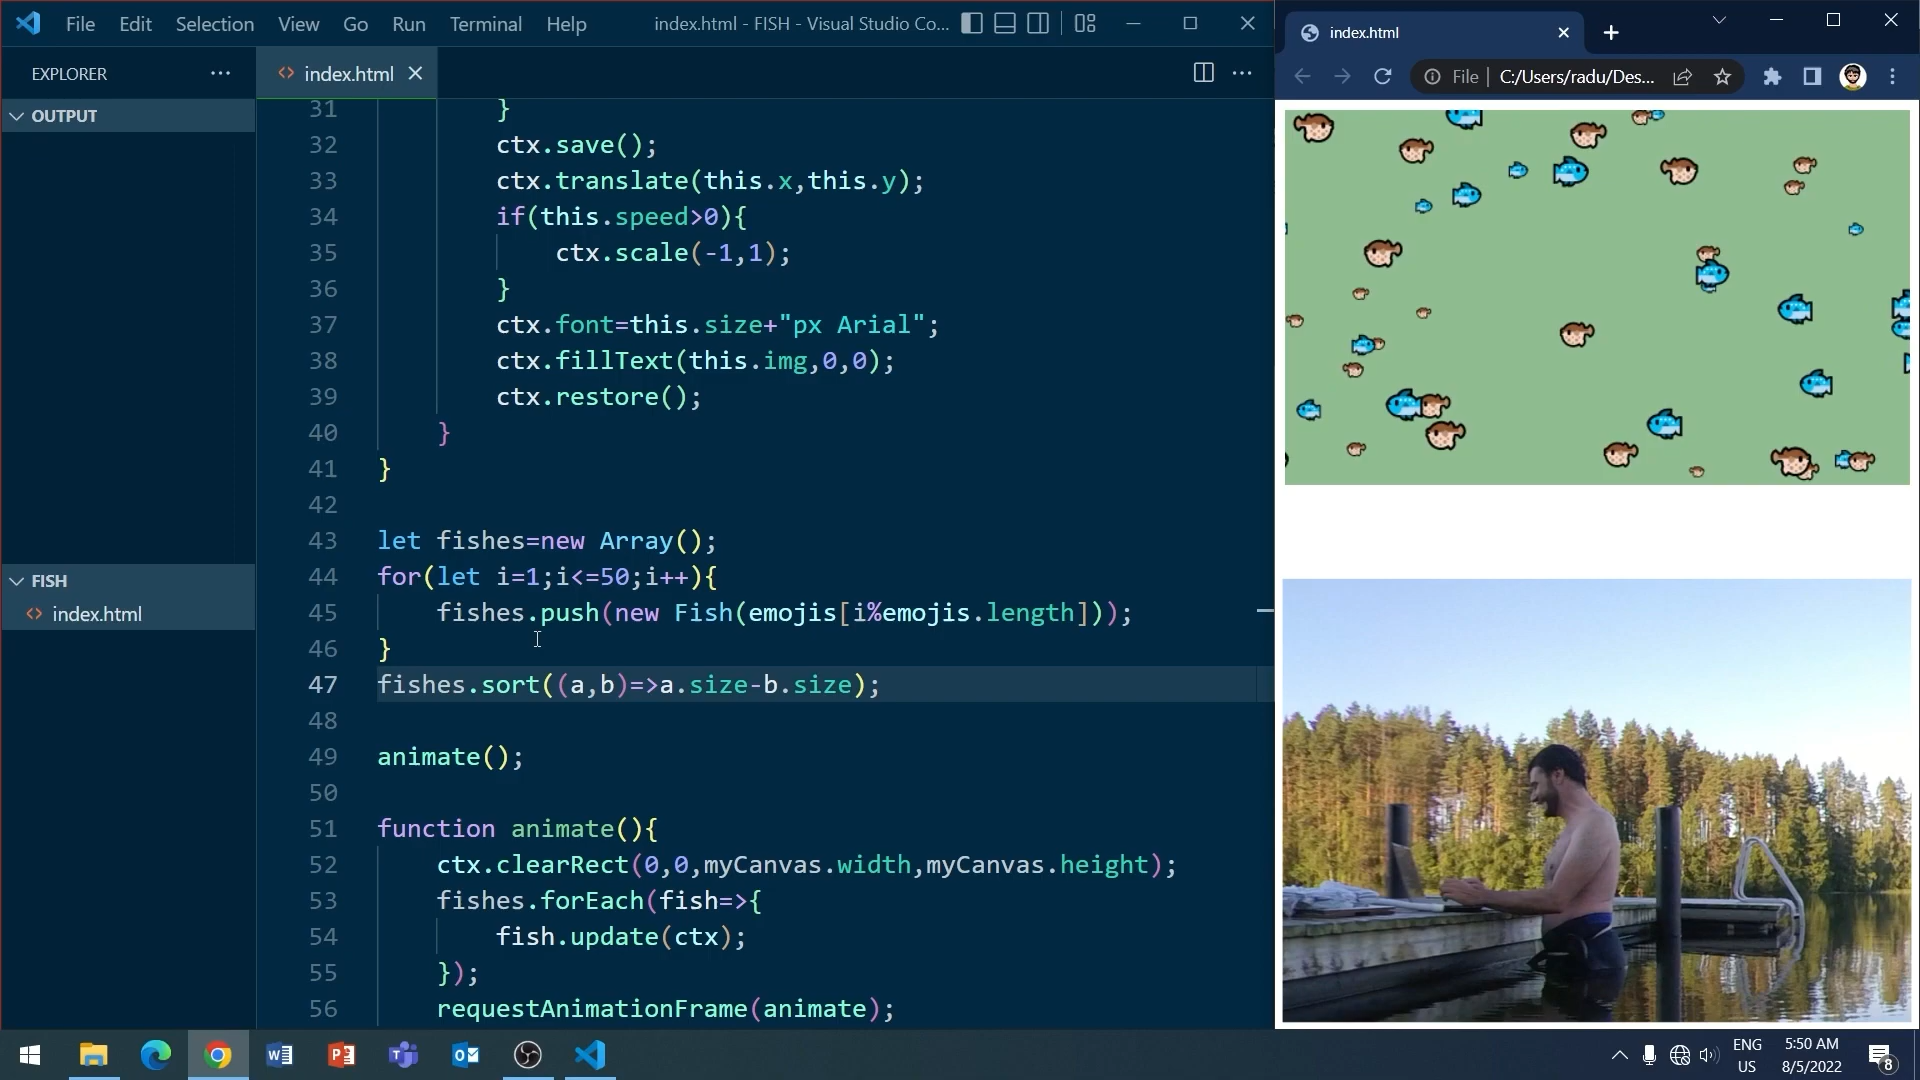 File Edit Selection View Go Run Terminal Help
index.html - FISH - Visual Studio Co...
EXPLORER
OUTPUT
FISH
index.html
index.html
31 }
32 ctx.save();
33 ctx.translate(this.x,this.y);
34 if(this.speed>0){
35 ctx.scale(-1,1);
36 }
37 ctx.font=this.size+"px Arial";
38 ctx.fillText(this.img,0,0);
39 ctx.restore();
40 }
41 }
42
43 let fishes=new Array();
44 for(let i=1;i<=50;i++){
45 fishes.push(new Fish(emojis[i%emojis.length]));
46 }
47 fishes.sort((a,b)=>a.size-b.size);
48
49 animate();
50
51 function animate(){
52 ctx.clearRect(0,0,myCanvas.width,myCanvas.height);
53 fishes.forEach(fish=>{
54 fish.update(ctx);
55 });
56 requestAnimationFrame(animate);
index.html
File C:/Users/radu/Des...
ENG
US
5:50 AM
8/5/2022
8